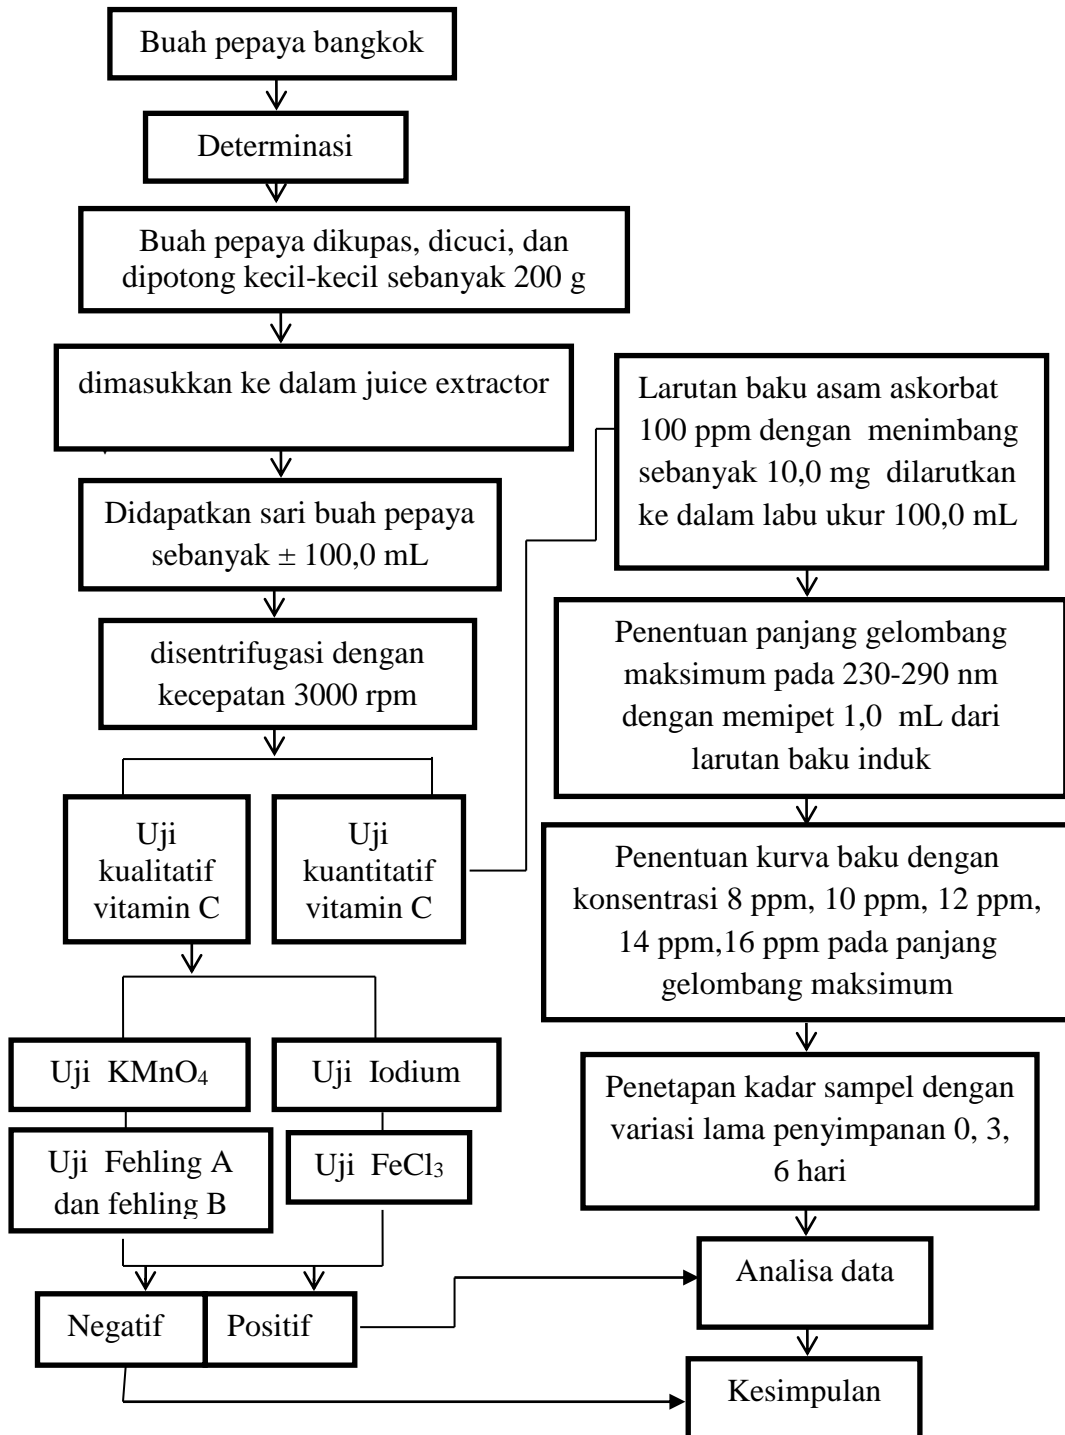 Buah pepaya bangkok
Determinasi
Buah pepaya dikupas, dicuci, dan
dipotong kecil-kecil sebanyak 200 g
dimasukkan ke dalam juice extractor
Didapatkan sari buah pepaya
sebanyak ± 100,0 mL
disentrifugasi dengan
kecepatan 3000 rpm
Uji
kualitatif
vitamin C
Uji
kuantitatif
vitamin C
Uji KMnO₄
Uji Iodium
Uji Fehling A
dan fehling B
Uji FeCl₃
Negatif
Positif
Larutan baku asam askorbat
100 ppm dengan menimbang
sebanyak 10,0 mg dilarutkan
ke dalam labu ukur 100,0 mL
Penentuan panjang gelombang
maksimum pada 230-290 nm
dengan memipet 1,0 mL dari
larutan baku induk
Penentuan kurva baku dengan
konsentrasi 8 ppm, 10 ppm, 12 ppm,
14 ppm,16 ppm pada panjang
gelombang maksimum
Penetapan kadar sampel dengan
variasi lama penyimpanan 0, 3,
6 hari
Analisa data
Kesimpulan